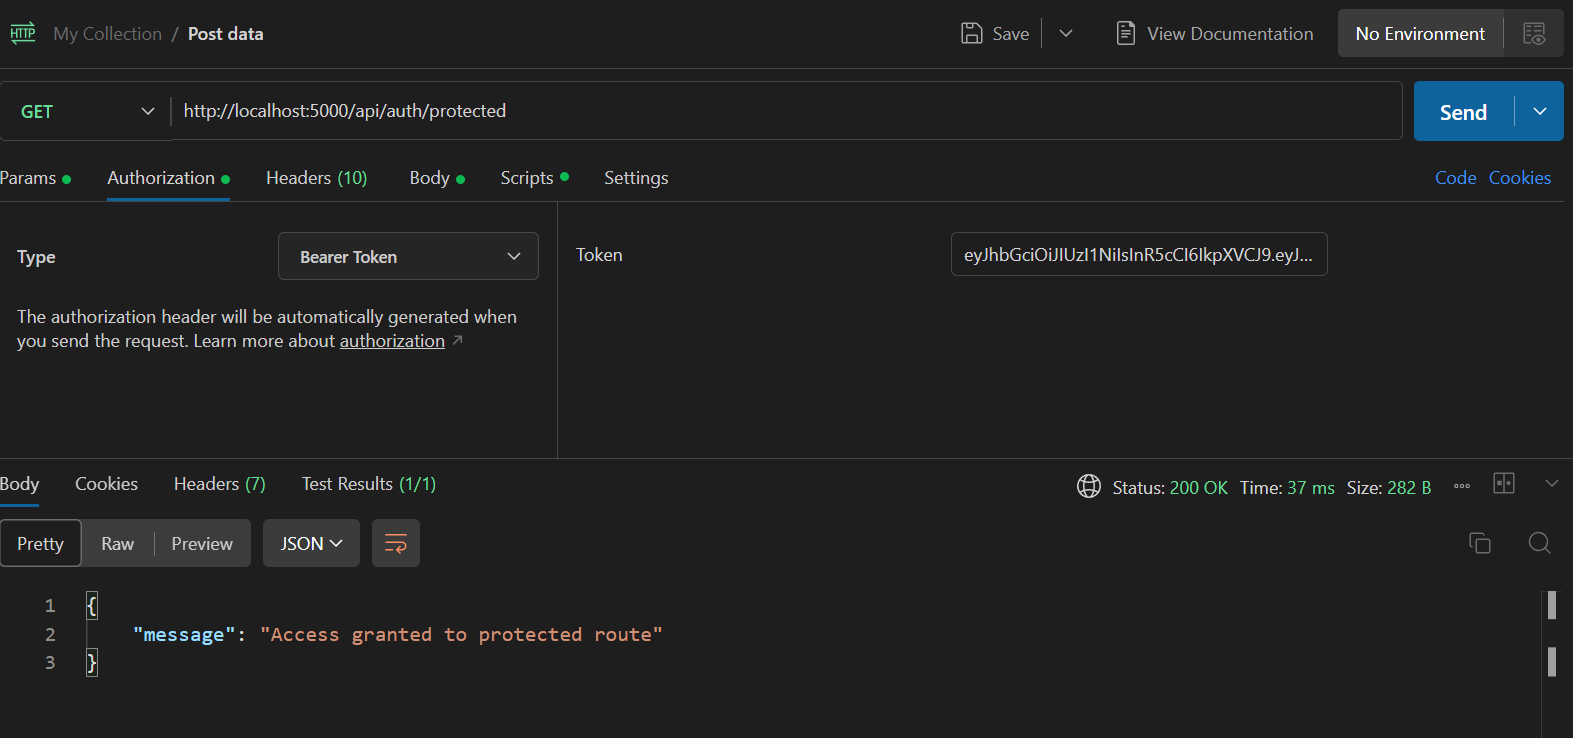 HTTP My Collection / Post data Save View Documentation No Environment
GET http://localhost:5000/api/auth/protected Send
Params Authorization Headers (10) Body Scripts Settings Code Cookies
Type Bearer Token Token eyJhbGciOiJIUzI1NiIsInR5cCI6IkpXVCJ9.eyJ...
The authorization header will be automatically generated when
you send the request. Learn more about authorization ↗
Body Cookies Headers (7) Test Results (1/1) Status: 200 OK Time: 37 ms Size: 282 B
Pretty Raw Preview JSON
1 {
2 "message": "Access granted to protected route"
3 }